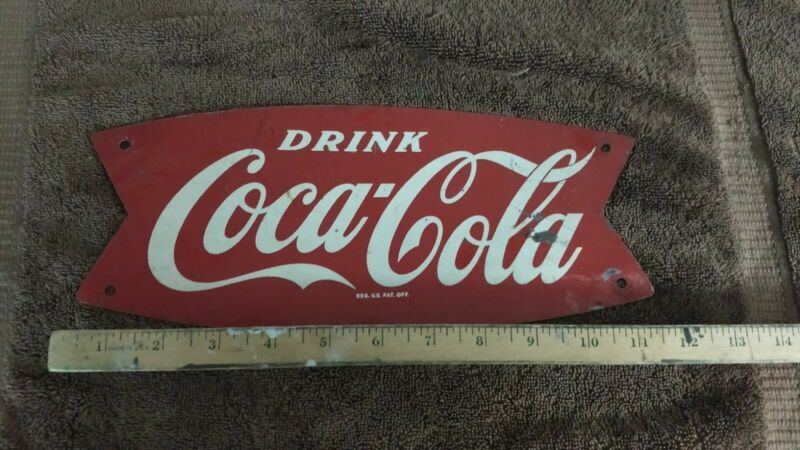 DRINK
Coca-Cola
REG. U.S. PAT. OFF.
1 2 3 4 5 6 7 8 9 10 11 12 13 14